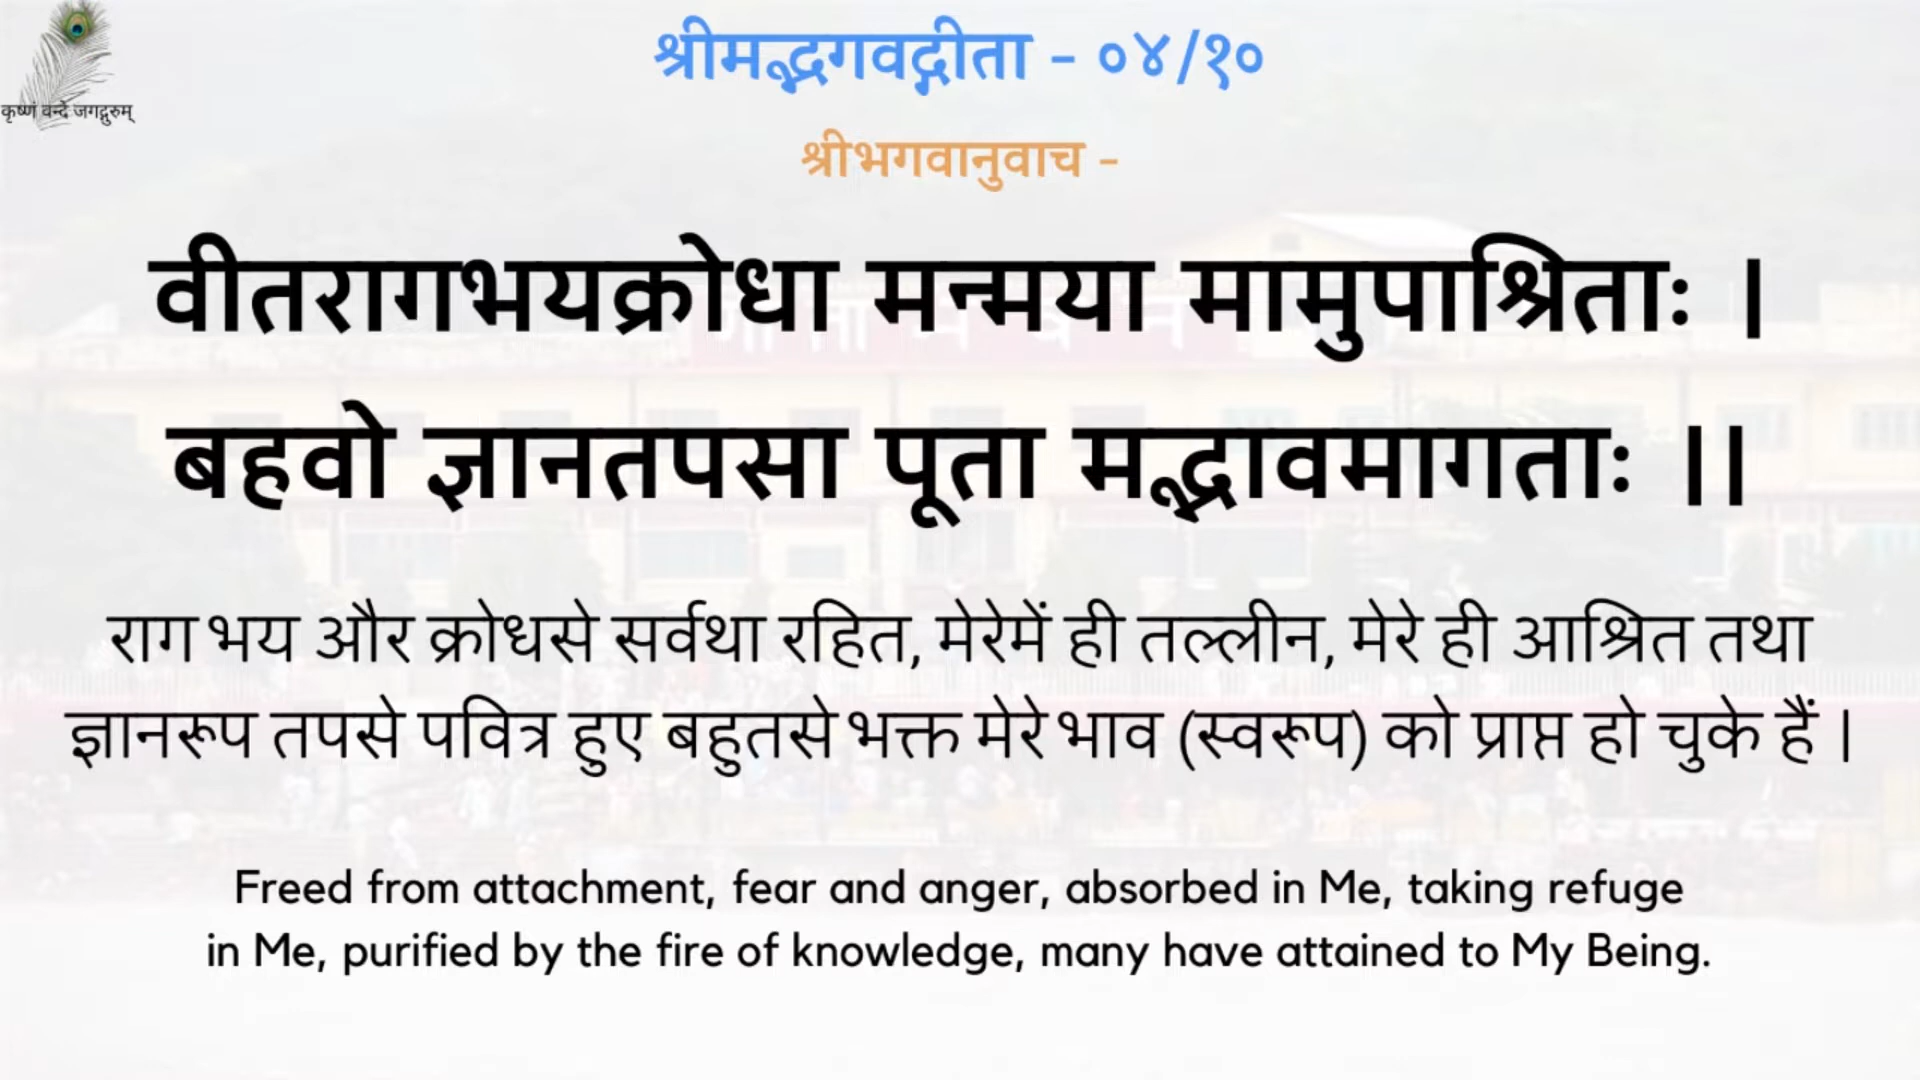 कृष्णं वन्दे जगद्गुरुम्
श्रीमद्भगवद्गीता - ०४/१०
श्रीभगवानुवाच -
वीतरागभयक्रोधा मन्मया मामुपाश्रिताः |
बहवो ज्ञानतपसा पूता मद्भावमागताः ||
राग भय और क्रोधसे सर्वथा रहित, मेरेमें ही तल्लीन, मेरे ही आश्रित तथा
ज्ञानरूप तपसे पवित्र हुए बहुतसे भक्त मेरे भाव (स्वरूप) को प्राप्त हो चुके हैं |
Freed from attachment, fear and anger, absorbed in Me, taking refuge
in Me, purified by the fire of knowledge, many have attained to My Being.